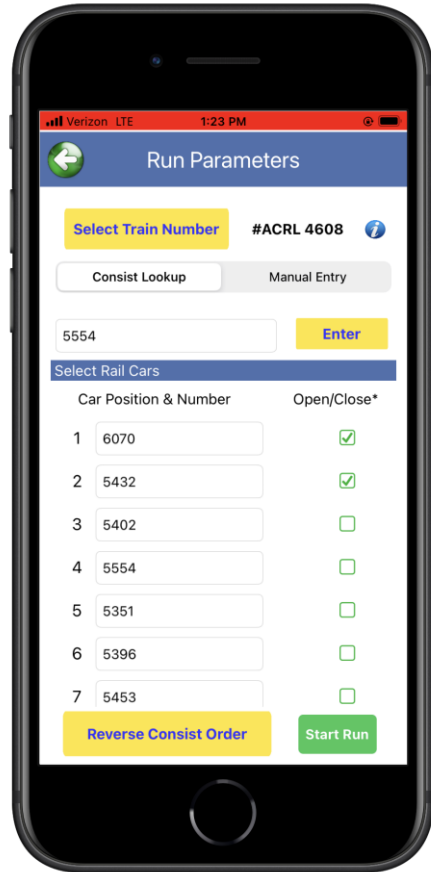 Verizon LTE 1:23 PM
Run Parameters
Select Train Number #ACRL 4608 i
Consist Lookup Manual Entry
5554 Enter
Select Rail Cars
Car Position & Number Open/Close*
1 6070
2 5432
3 5402
4 5554
5 5351
6 5396
7 5453
Reverse Consist Order Start Run